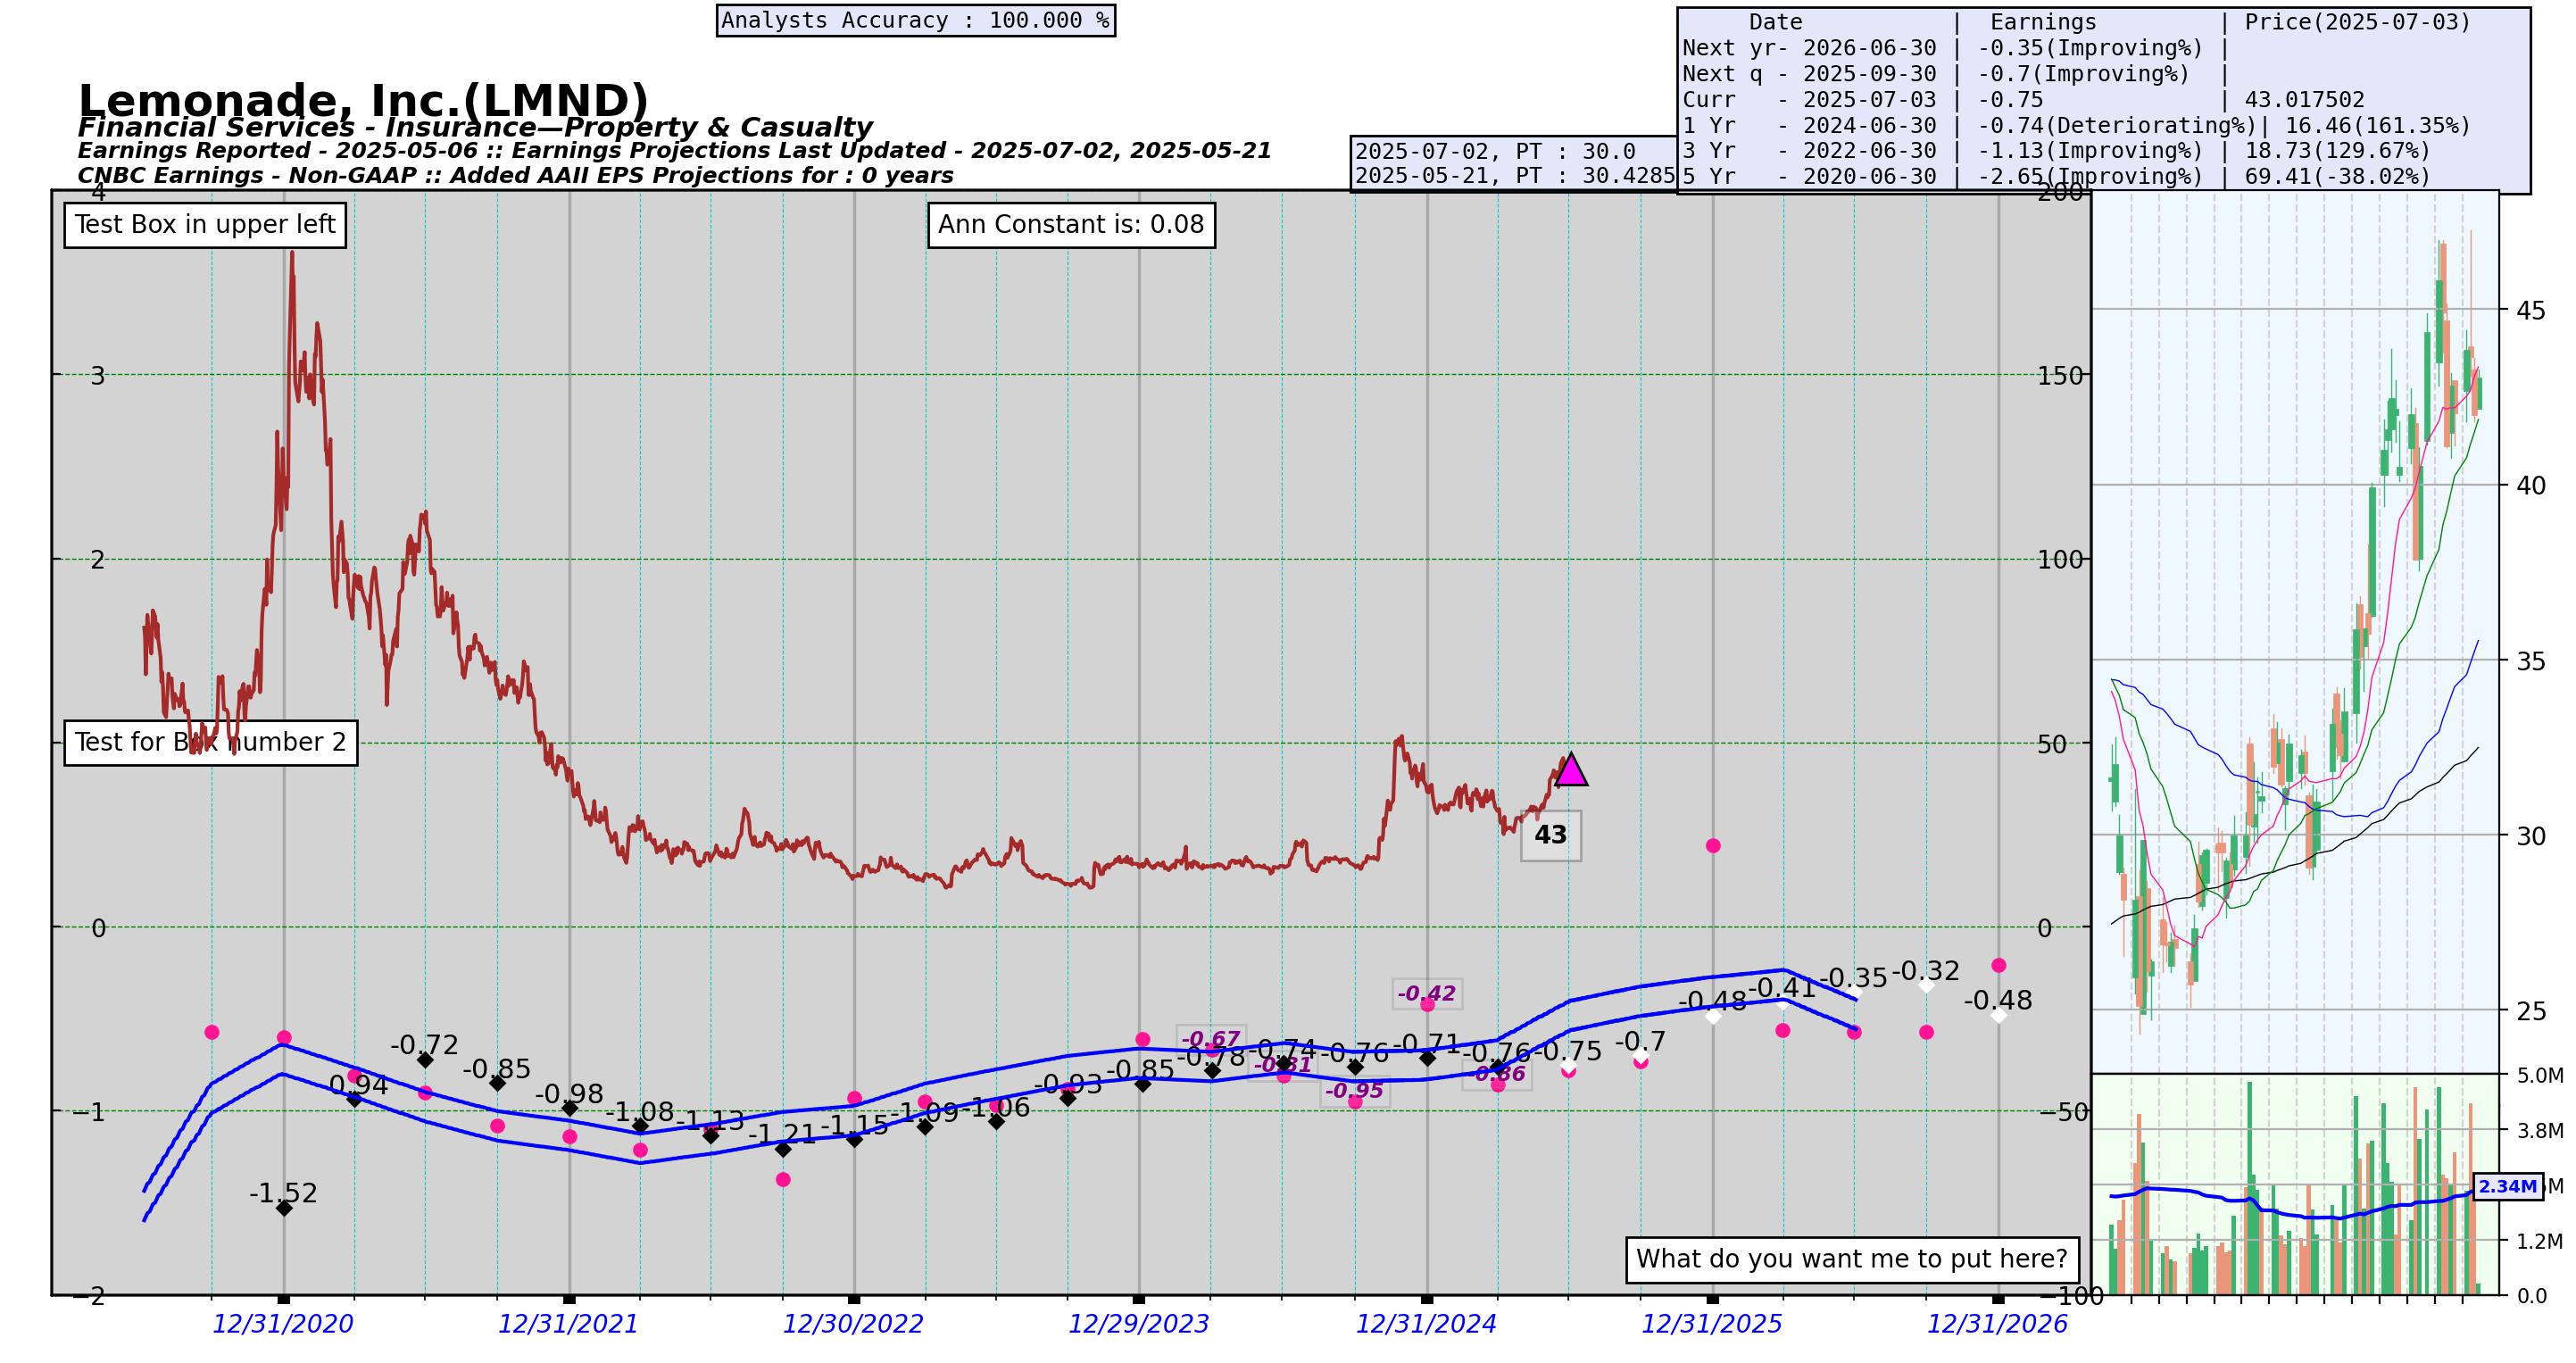 Analysts Accuracy : 100.000 %
Date | Earnings | Price(2025-07-03)
Next yr- 2026-06-30 | -0.35(Improving%) |
Next q - 2025-09-30 | -0.7(Improving%) |
Curr - 2025-07-03 | -0.75 | 43.017502
1 Yr - 2024-06-30 | -0.74(Deteriorating%)| 16.46(161.35%)
3 Yr - 2022-06-30 | -1.13(Improving%) | 18.73(129.67%)
5 Yr - 2020-06-30 | -2.65(Improving%) | 69.41(-38.02%)
Lemonade, Inc.(LMND)
Financial Services - Insurance—Property & Casualty
Earnings Reported - 2025-05-06 :: Earnings Projections Last Updated - 2025-07-02, 2025-05-21
CNBC Earnings - Non-GAAP :: Added AAII EPS Projections for : 0 years
2025-07-02, PT : 30.0
2025-05-21, PT : 30.4285
Test Box in upper left
Ann Constant is: 0.08
Test for Box number 2
43
What do you want me to put here?
4
3
2
0
−1
−2
200
150
100
50
0
−50
−100
45
40
35
30
25
5.0M
3.8M
2.34M
1.2M
0.0
-1.52
0.94
-0.72
-0.85
-0.98
-1.08
-1.13
-1.21
-1.15
-1.09
-1.06
-0.93
-0.85
-0.78
-0.74
-0.76
-0.71
-0.76
-0.75
-0.7
-0.48
-0.41
-0.35
-0.32
-0.48
-0.67
-0.81
-0.95
-0.42
-0.86
12/31/2020
12/31/2021
12/30/2022
12/29/2023
12/31/2024
12/31/2025
12/31/2026